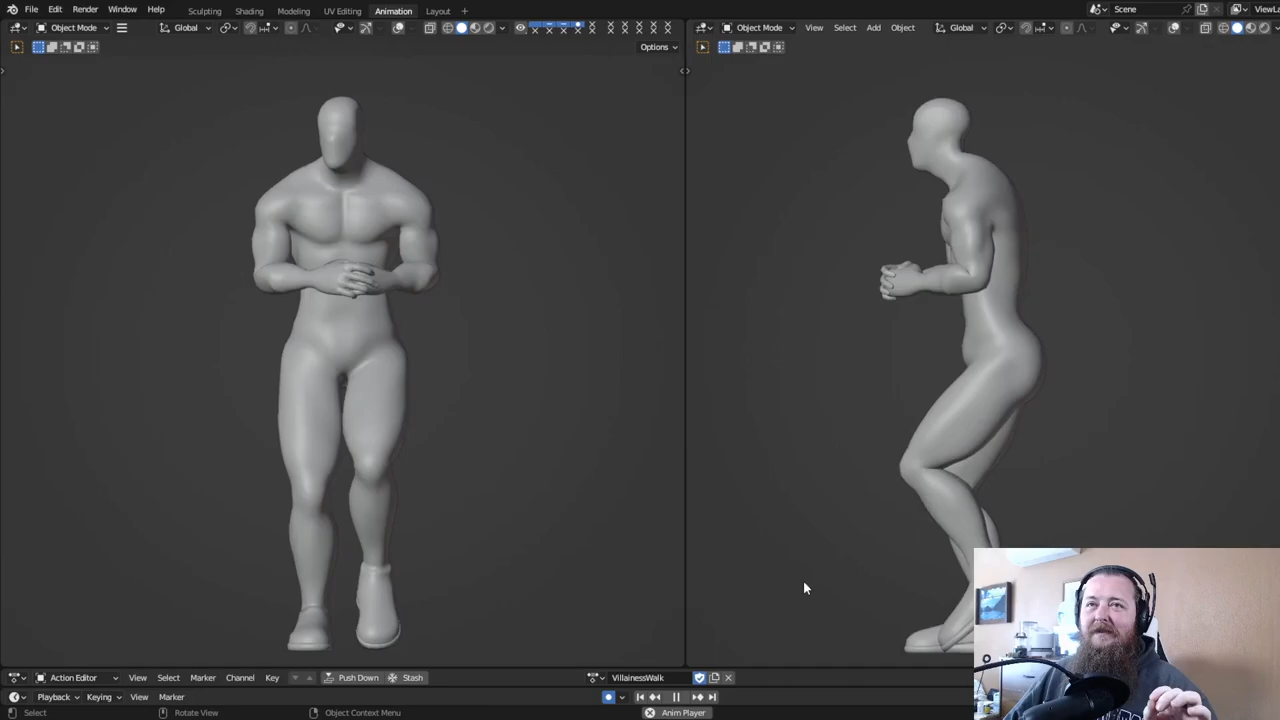 File Edit Render Window Help Sculpting Shading Modeling UV Editing Animation Layout + Scene ViewLa
Object Mode Global Object Mode View Select Add Object Global
Options
Action Editor View Select Marker Channel Key Push Down Stash VillainessWalk
Playback Keying View Marker
Select Rotate View Object Context Menu Anim Player